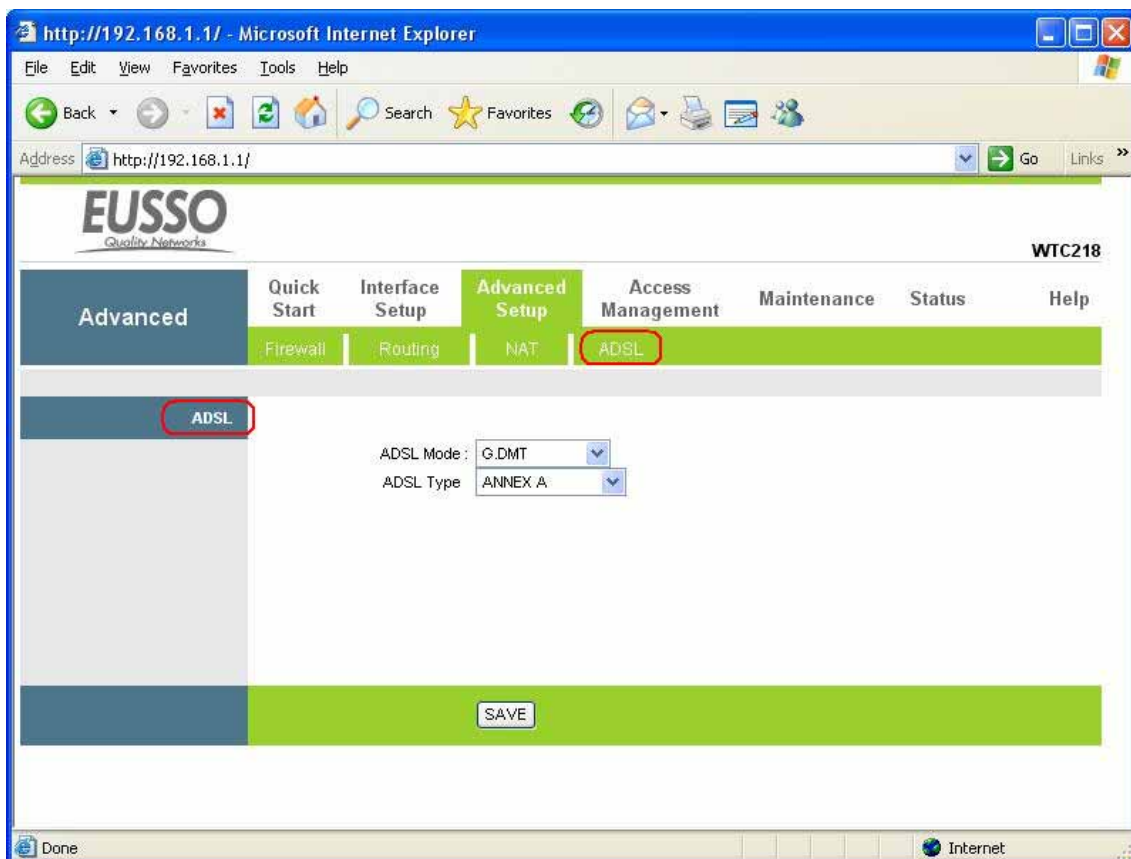 http://192.168.1.1/ - Microsoft Internet Explorer
File Edit View Favorites Tools Help
Back Search Favorites
Address http://192.168.1.1/ Go Links »
EUSSO
Quality Networks
WTC218
Advanced
Quick Start Interface Setup Advanced Setup Access Management Maintenance Status Help
Firewall Routing NAT ADSL
ADSL
ADSL Mode : G.DMT
ADSL Type ANNEX A
SAVE
Done Internet